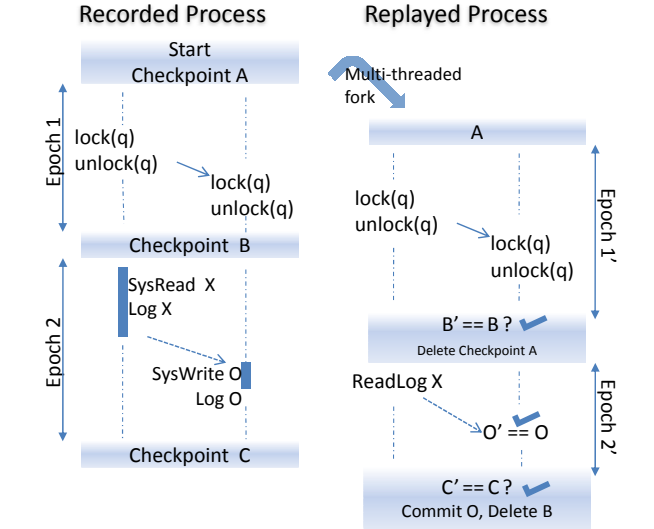 Recorded Process
Replayed Process
Start
Checkpoint A
Multi-threaded
fork
A
Epoch 1
lock(q)
unlock(q)
lock(q)
unlock(q)
lock(q)
unlock(q)
lock(q)
unlock(q)
Epoch 1’
Checkpoint B
Epoch 2
SysRead X
Log X
SysWrite O
Log O
B’ == B ?
Delete Checkpoint A
ReadLog X
O’ == O
Epoch 2’
Checkpoint C
C’ == C ?
Commit O, Delete B